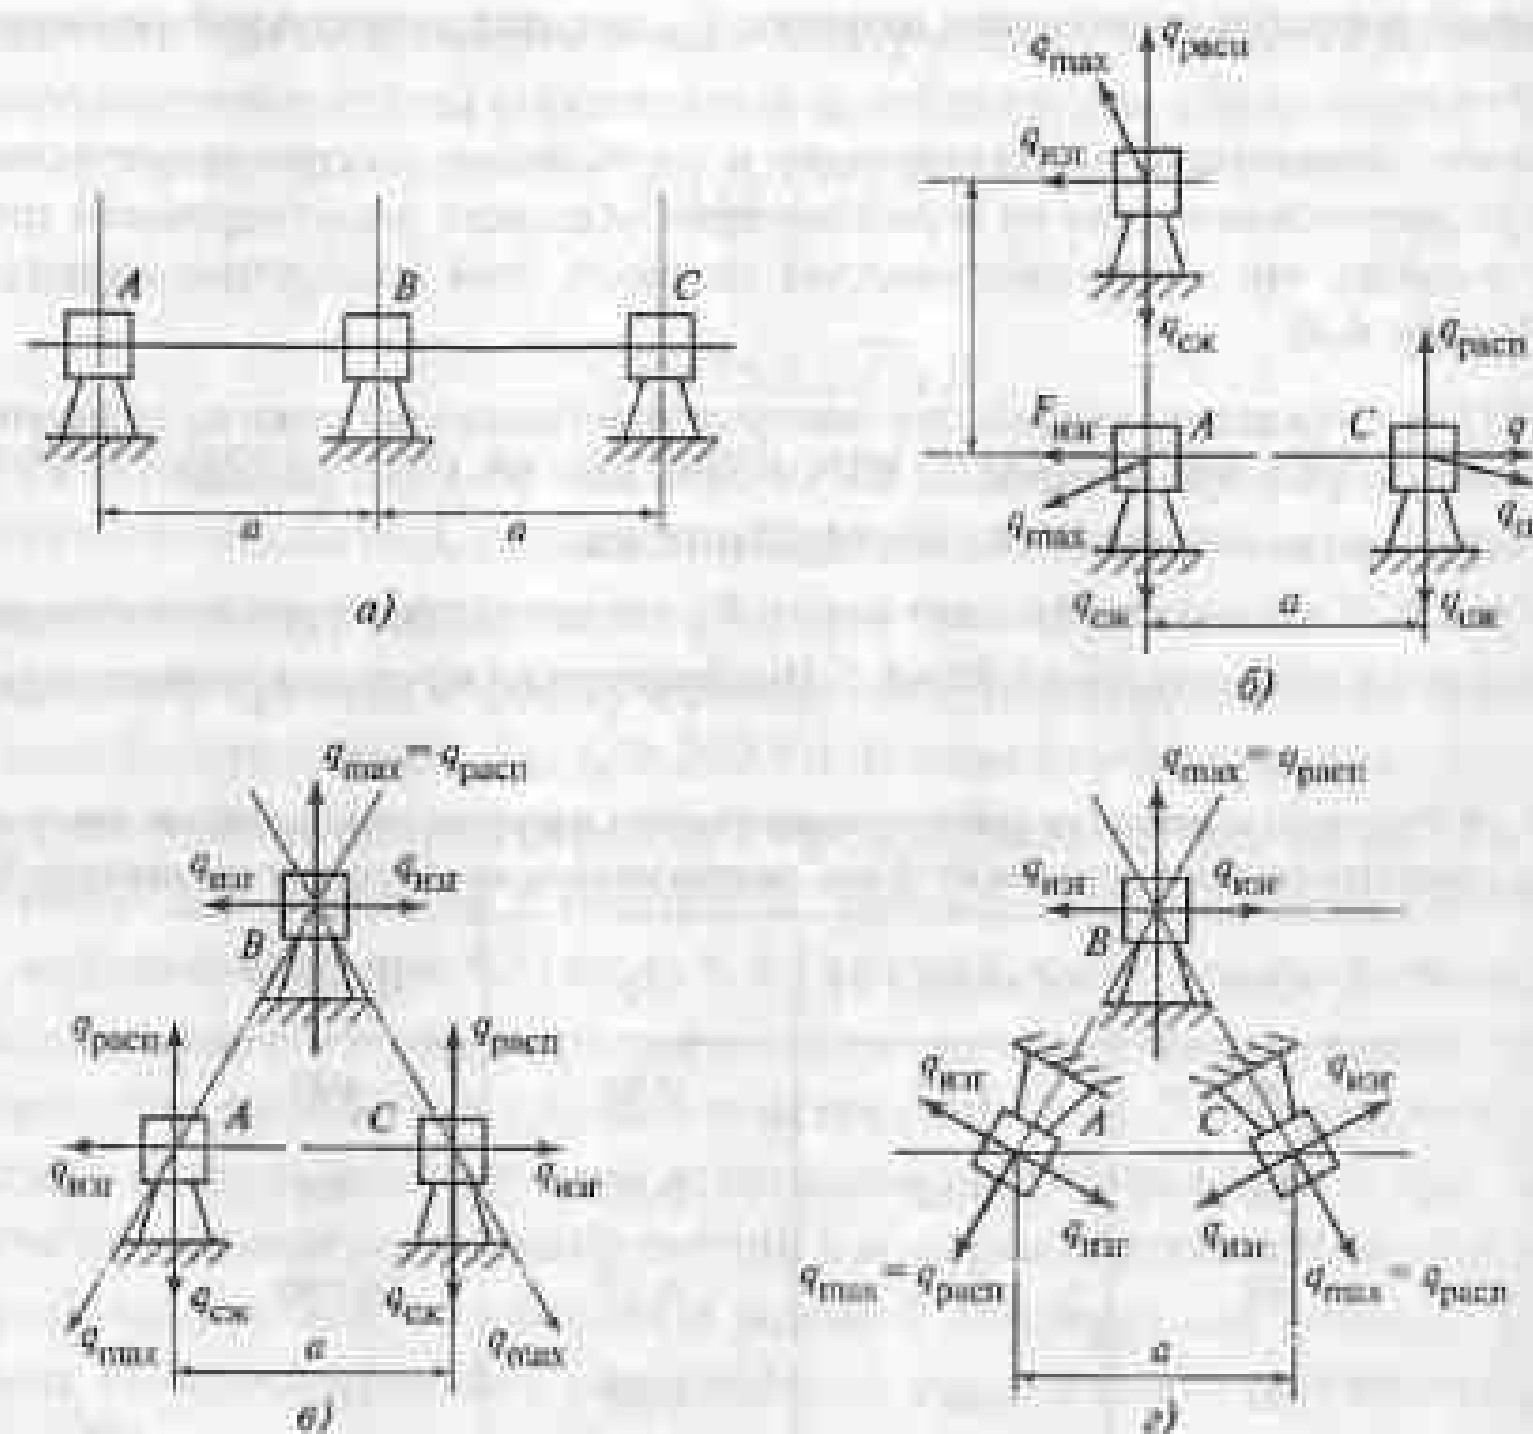 A B C
a a
а)
q_max q_расп
q_изг
q_сж
q_расп
F_изг A C q
q_max
q_сж a q_сж
б)
q_max = q_расп
q_изг q_изг
B
q_расп q_расп
A C
q_изг q_изг
q_сж q_сж
q_max a q_max
в)
q_max = q_расп
q_изг q_изг
B
q_изг q_изг
A C
q_изг q_изг
q_max = q_расп q_max = q_расп
a
г)